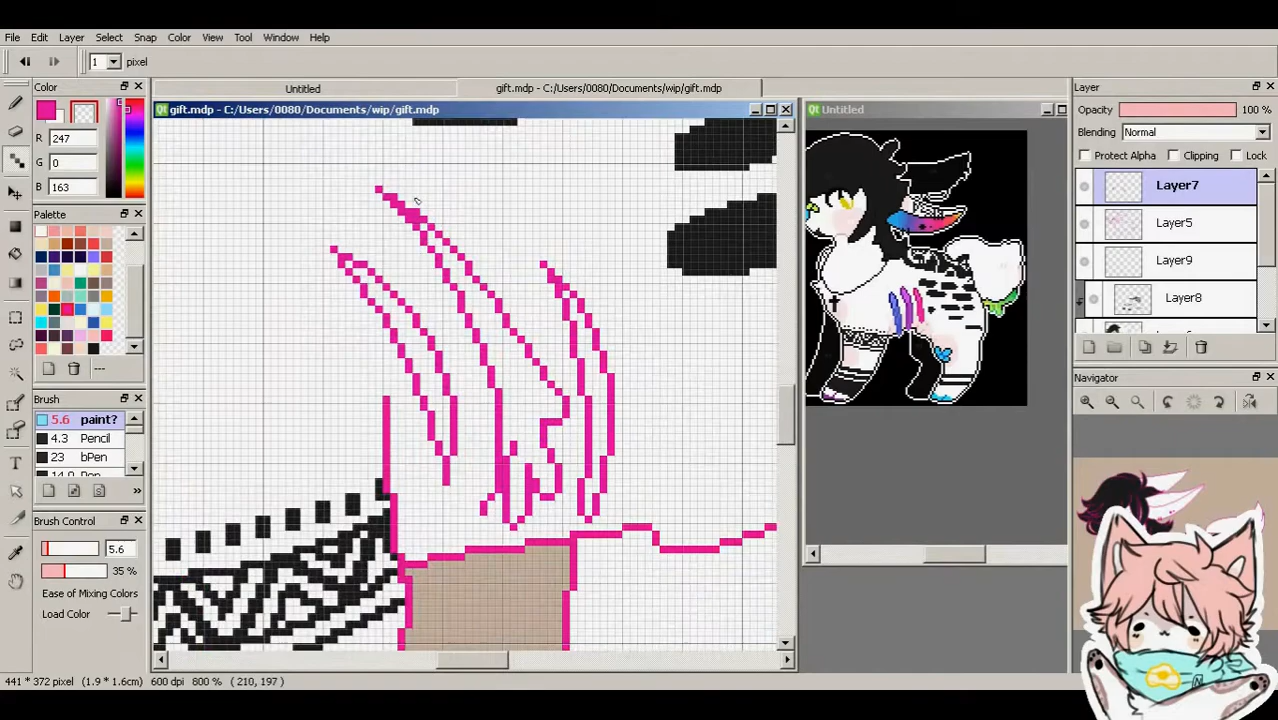 File Edit Layer Select Snap Color View Tool Window Help
1 pixel
Color
R 247
G 0
B 163
Palette
---
Brush
5.6 paint?
4.3 Pencil
23 bPen
Brush Control
5.6
35 %
Ease of Mixing Colors
Load Color
Untitled
gift.mdp - C:/Users/0080/Documents/wip/gift.mdp
Qt gift.mdp - C:/Users/0080/Documents/wip/gift.mdp
Qt Untitled
Layer
Opacity 100 %
Blending Normal
Protect Alpha Clipping Lock
Layer7
Layer5
Layer9
Layer8
Navigator
441 * 372 pixel (1.9 * 1.6cm) 600 dpi 800 % ( 210, 197 )